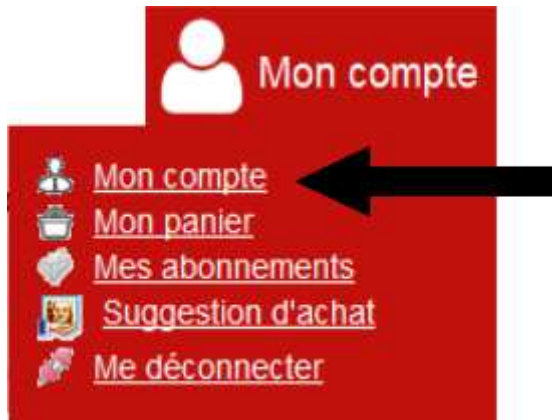 Mon compte
Mon compte
Mon panier
Mes abonnements
Suggestion d'achat
Me déconnecter